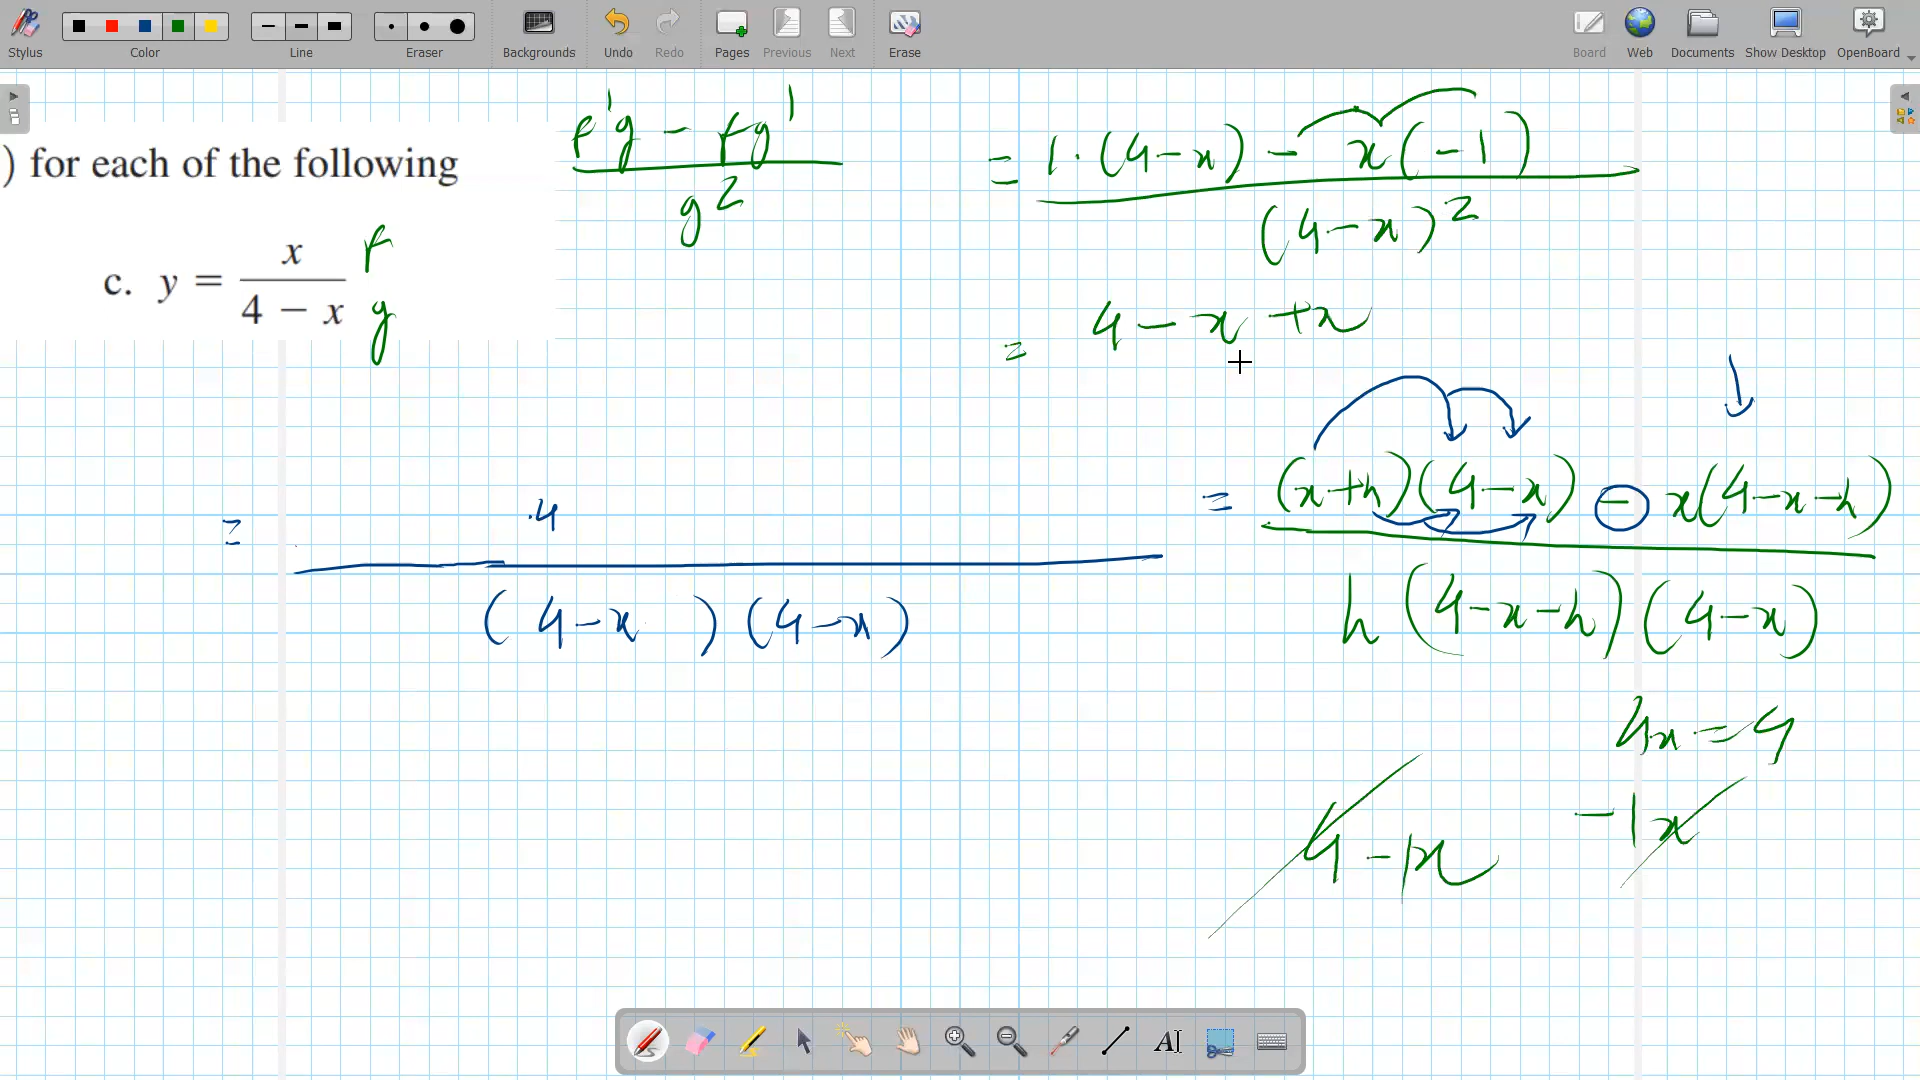 Stylus Color Line Eraser Backgrounds Undo Redo Pages Previous Next Erase Board Web Documents Show Desktop OpenBoard
) for each of the following
c. y = x / (4 − x)
f
g
(f'g − fg') / g²
= (1·(4−x) − x(−1)) / (4−x)²
= 4 − x + x
= ((x+h)(4−x) − x(4−x−h)) / (h(4−x−h)(4−x))
= ·4 / ((4−x )(4−x))
4x = 4
−1x
4 − 1x
AI